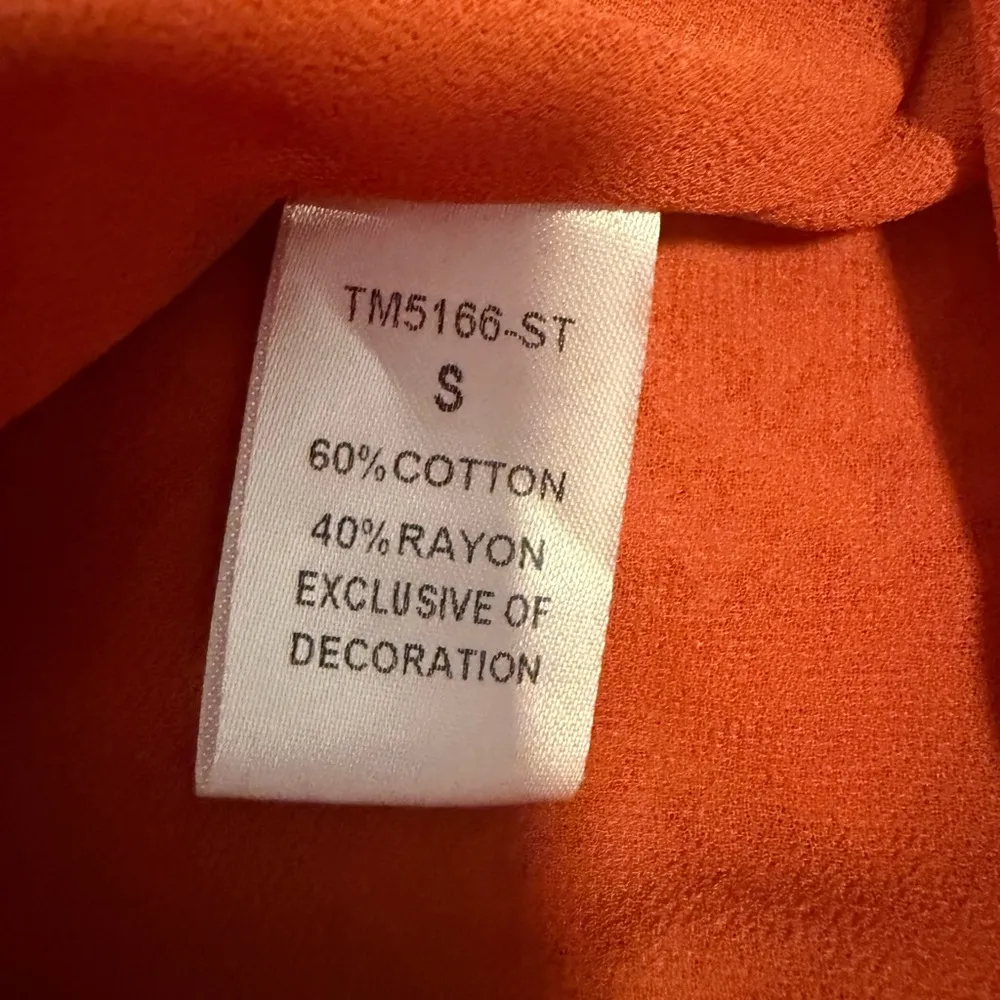 TM5166-ST
S
60%COTTON
40%RAYON
EXCLUSIVE OF
DECORATION